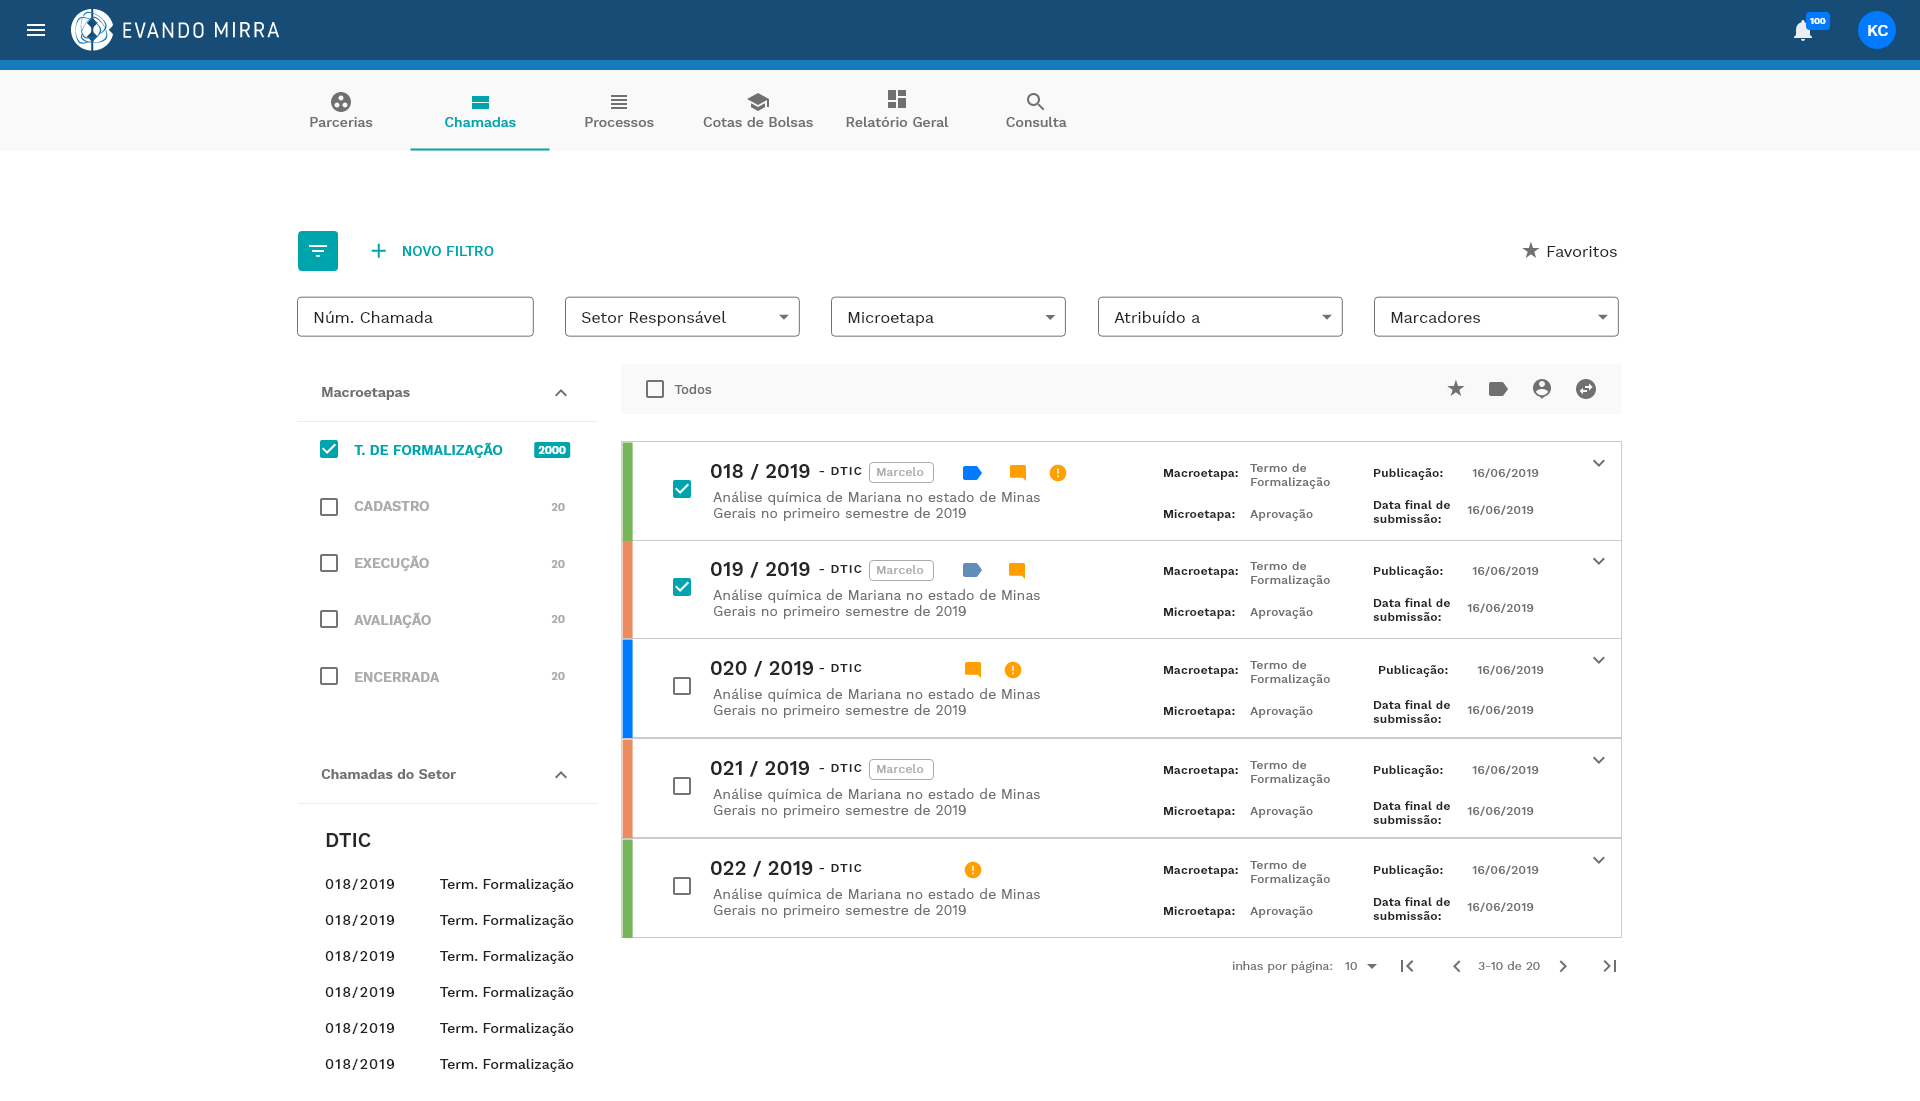 EVANDO MIRRA
100
KC
Parcerias
Chamadas
Processos
Cotas de Bolsas
Relatório Geral
Consulta
NOVO FILTRO
Favoritos
Núm. Chamada
Setor Responsável
Microetapa
Atribuído a
Marcadores
Macroetapas
T. DE FORMALIZAÇÃO 2000
CADASTRO 20
EXECUÇÃO 20
AVALIAÇÃO 20
ENCERRADA 20
Chamadas do Setor
DTIC
018/2019 Term. Formalização
018/2019 Term. Formalização
018/2019 Term. Formalização
018/2019 Term. Formalização
018/2019 Term. Formalização
018/2019 Term. Formalização
Todos
018 / 2019 - DTIC Marcelo
Análise química de Mariana no estado de Minas
Gerais no primeiro semestre de 2019
Macroetapa: Termo de
Formalização
Microetapa: Aprovação
Publicação: 16/06/2019
Data final de
submissão: 16/06/2019
019 / 2019 - DTIC Marcelo
Análise química de Mariana no estado de Minas
Gerais no primeiro semestre de 2019
Macroetapa: Termo de
Formalização
Microetapa: Aprovação
Publicação: 16/06/2019
Data final de
submissão: 16/06/2019
020 / 2019 - DTIC
Análise química de Mariana no estado de Minas
Gerais no primeiro semestre de 2019
Macroetapa: Termo de
Formalização
Microetapa: Aprovação
Publicação: 16/06/2019
Data final de
submissão: 16/06/2019
021 / 2019 - DTIC Marcelo
Análise química de Mariana no estado de Minas
Gerais no primeiro semestre de 2019
Macroetapa: Termo de
Formalização
Microetapa: Aprovação
Publicação: 16/06/2019
Data final de
submissão: 16/06/2019
022 / 2019 - DTIC
Análise química de Mariana no estado de Minas
Gerais no primeiro semestre de 2019
Macroetapa: Termo de
Formalização
Microetapa: Aprovação
Publicação: 16/06/2019
Data final de
submissão: 16/06/2019
inhas por página: 10
3-10 de 20